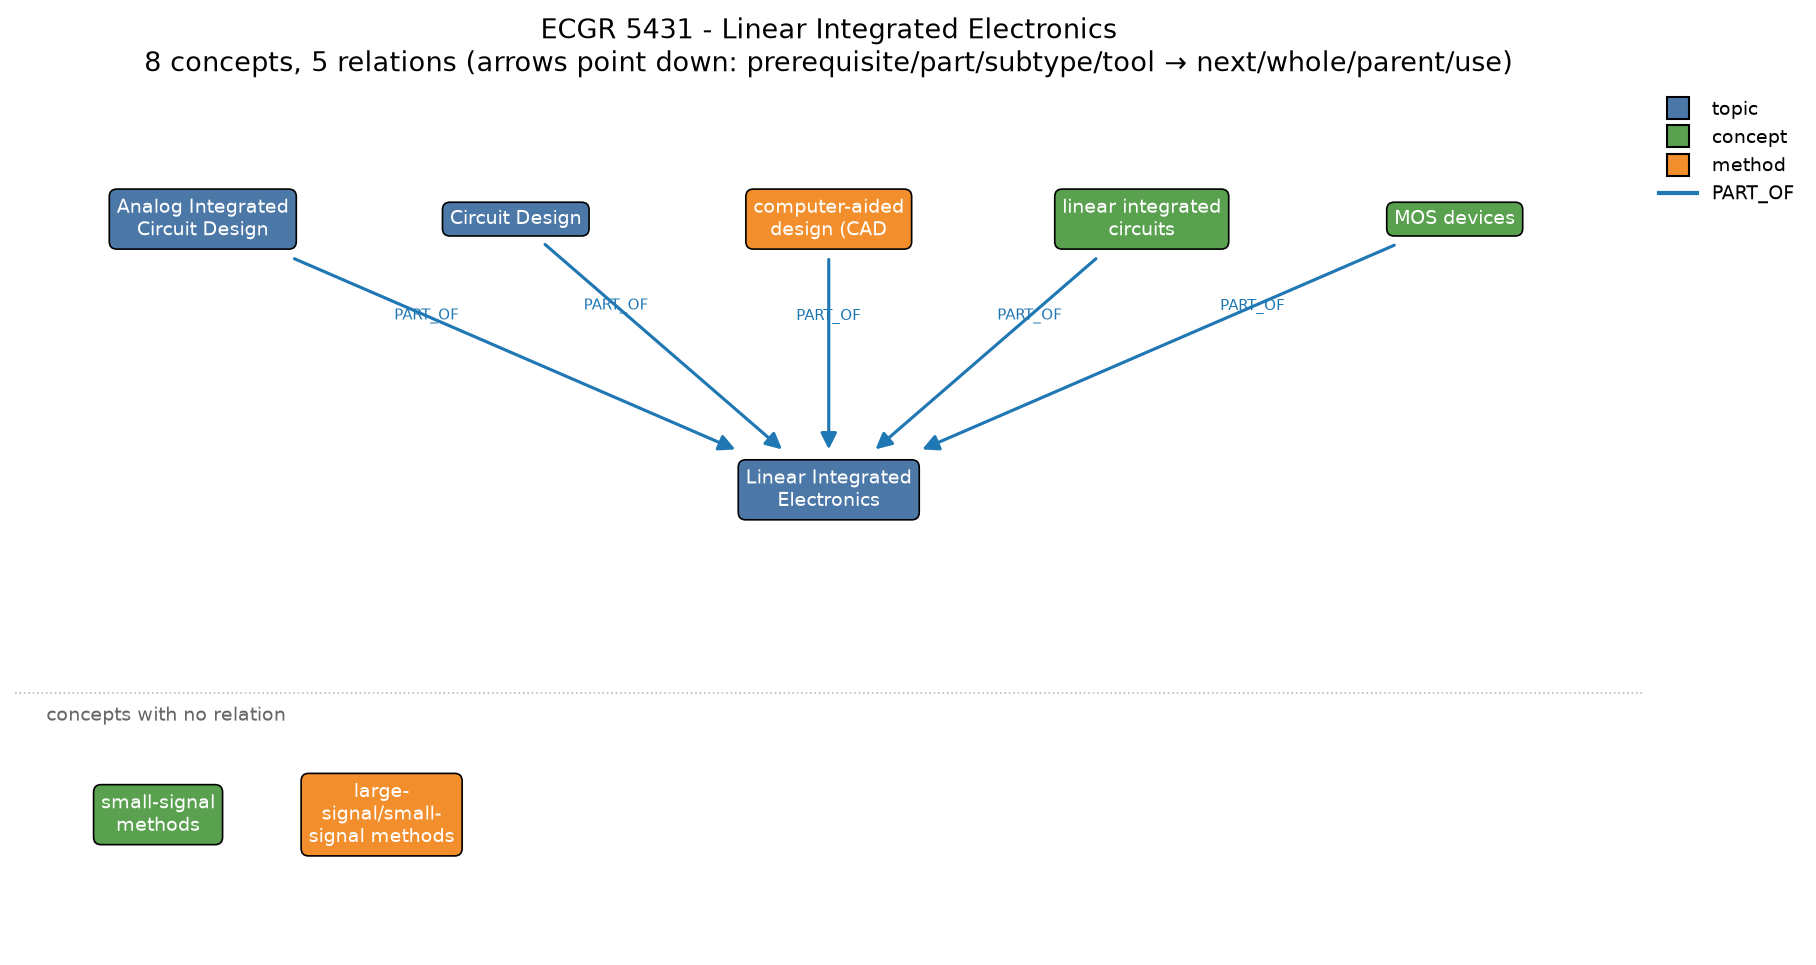 ECGR 5431 - Linear Integrated Electronics
8 concepts, 5 relations (arrows point down: prerequisite/part/subtype/tool → next/whole/parent/use)
topic
concept
method
PART_OF
Analog Integrated
Circuit Design
Circuit Design
computer-aided
design (CAD
linear integrated
circuits
MOS devices
PART_OF
PART_OF
PART_OF
PART_OF
PART_OF
Linear Integrated
Electronics
concepts with no relation
small-signal
methods
large-
signal/small-
signal methods